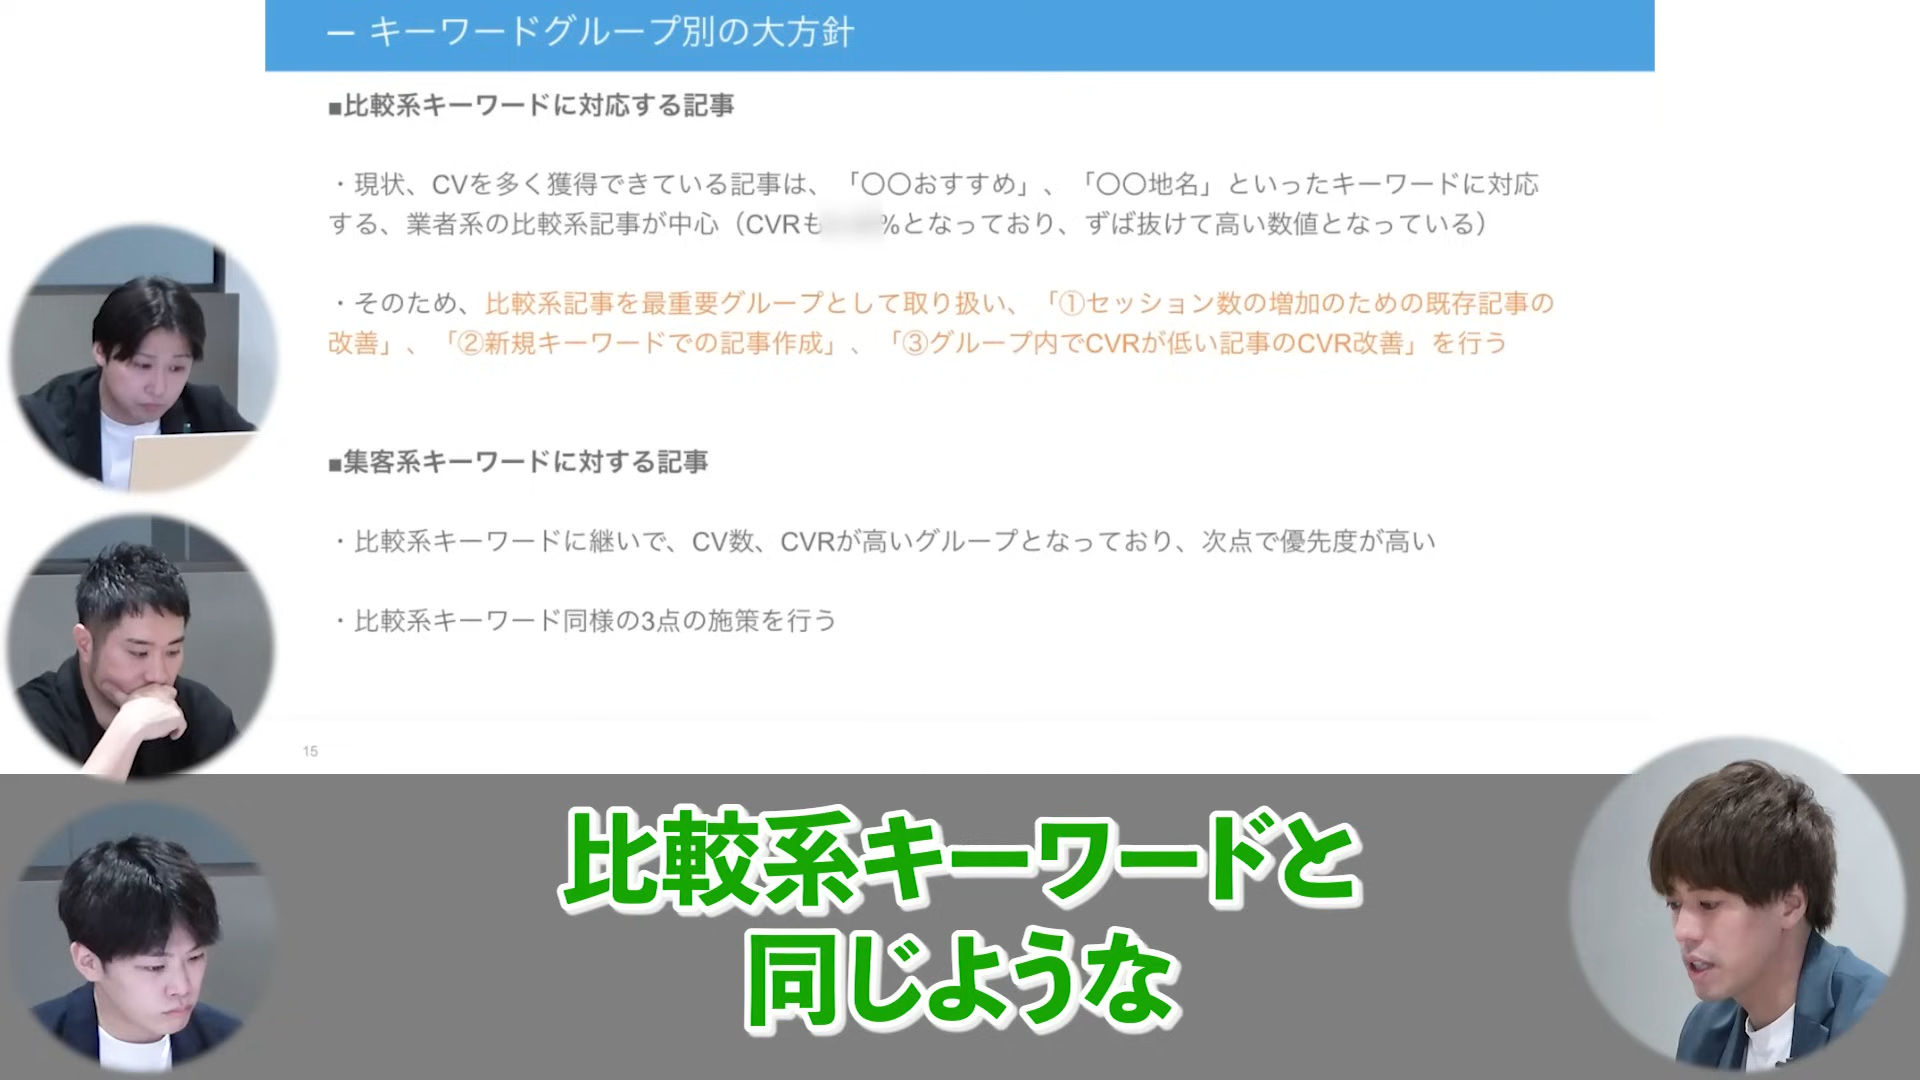 ー キーワードグループ別の大方針
■比較系キーワードに対応する記事
・現状、CVを多く獲得できている記事は、「〇〇おすすめ」、「〇〇地名」といったキーワードに対応
する、業者系の比較系記事が中心（CVRも%となっており、ずば抜けて高い数値となっている）
・そのため、比較系記事を最重要グループとして取り扱い、「①セッション数の増加のための既存記事の
改善」、「②新規キーワードでの記事作成」、「③グループ内でCVRが低い記事のCVR改善」を行う
■集客系キーワードに対する記事
・比較系キーワードに継いで、CV数、CVRが高いグループとなっており、次点で優先度が高い
・比較系キーワード同様の3点の施策を行う
15
比較系キーワードと
同じような